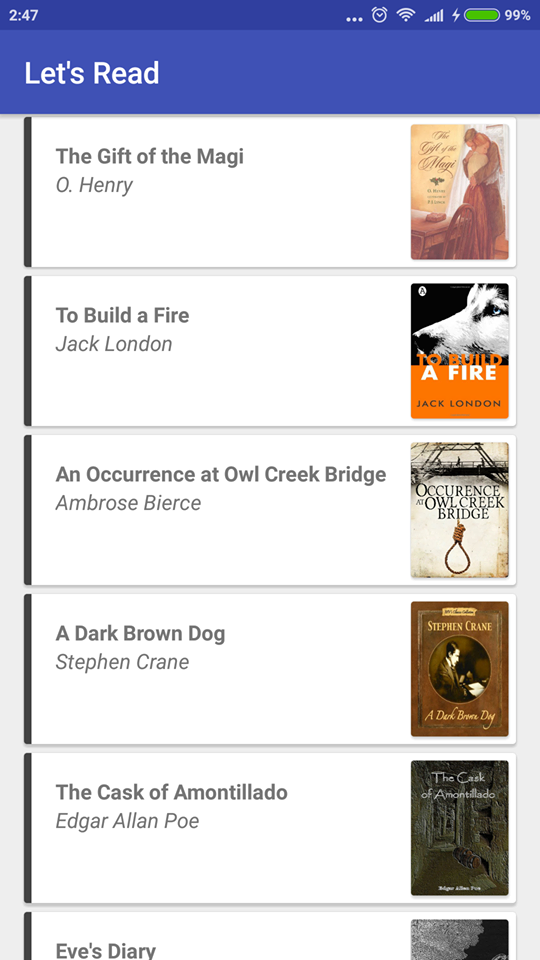 2:47
99%
Let's Read
The Gift of the Magi
O. Henry
The
Gift of the
Magi
O. HENRY
To Build a Fire
Jack London
TO BUILD
A FIRE
JACK LONDON
An Occurrence at Owl Creek Bridge
Ambrose Bierce
OCCURENCE
AT OWL CREEK
BRIDGE
A Dark Brown Dog
Stephen Crane
STEPHEN CRANE
A Dark Brown Dog
The Cask of Amontillado
Edgar Allan Poe
The Cask
of Amontillado
Edgar Allan Poe
Eve's Diary